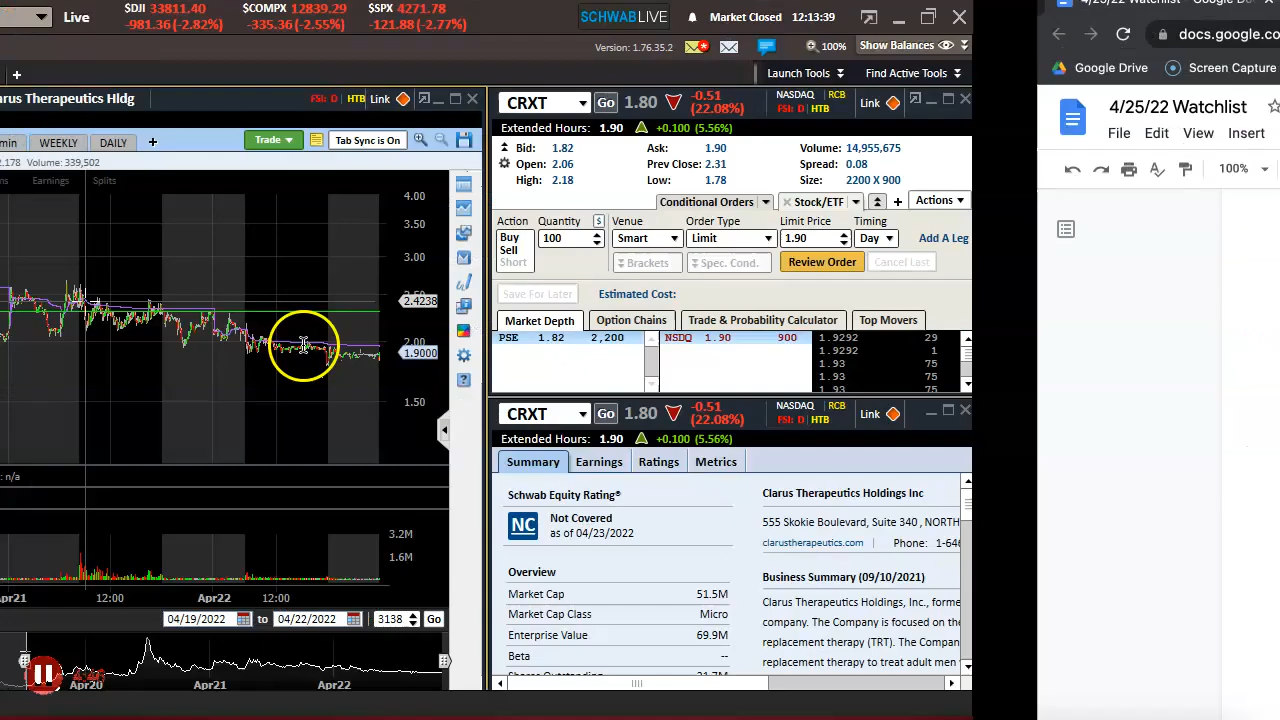 Live
$DJI 33811.40
-981.36 (-2.82%)
$COMPX 12839.29
-335.36 (-2.55%)
$SPX 4271.78
-121.88 (-2.77%)
SCHWABLIVE
Market Closed 12:13:39
Version: 1.76.35.2
100%
Show Balances
Launch Tools
Find Active Tools
larus Therapeutics Hldg
FSI: D HTB Link
min WEEKLY DAILY +
Trade
Tab Sync is On
2.178 Volume: 339,502
ns Earnings Splits
4.00
3.50
3.00
2.4238
2.00
1.9000
1.50
: n/a
3.2M
1.6M
Apr21 12:00 Apr22 12:00
04/19/2022 to 04/22/2022 3138 Go
Apr20 Apr21 Apr22
CRXT Go 1.80 -0.51
(22.08%)
NASDAQ RCB
FSI: D HTB
Link
Extended Hours: 1.90 +0.100 (5.56%)
Bid: 1.82 Ask: 1.90 Volume: 14,955,675
Open: 2.06 Prev Close: 2.31 Spread: 0.08
High: 2.18 Low: 1.78 Size: 2200 X 900
Conditional Orders Stock/ETF + Actions
Action Quantity $ Venue Order Type Limit Price Timing
Buy
Sell
Short
100 Smart Limit 1.90 Day Add A Leg
Brackets Spec. Cond. Review Order Cancel Last
Save For Later Estimated Cost:
Market Depth Option Chains Trade & Probability Calculator Top Movers
PSE 1.82 2,200 NSDQ 1.90 900
1.9292 29
1.9292 1
1.93 75
1.93 75
CRXT Go 1.80 -0.51
(22.08%)
NASDAQ RCB
FSI: D HTB
Link
Extended Hours: 1.90 +0.100 (5.56%)
Summary Earnings Ratings Metrics
Schwab Equity Rating®
NC Not Covered
as of 04/23/2022
Overview
Market Cap 51.5M
Market Cap Class Micro
Enterprise Value 69.9M
Beta --
Shares Outstanding 31.7M
Clarus Therapeutics Holdings Inc
555 Skokie Boulevard, Suite 340 , NORTH
clarustherapeutics.com Phone: 1-646
Business Summary (09/10/2021)
Clarus Therapeutics Holdings, Inc., forme
company. The Company is focused on the
replacement therapy (TRT). The Company
replacement therapy to treat adult men
4/25/22 Watchlist - Google Do
docs.google.co
Google Drive Screen Capture
4/25/22 Watchlist
File Edit View Insert
100%